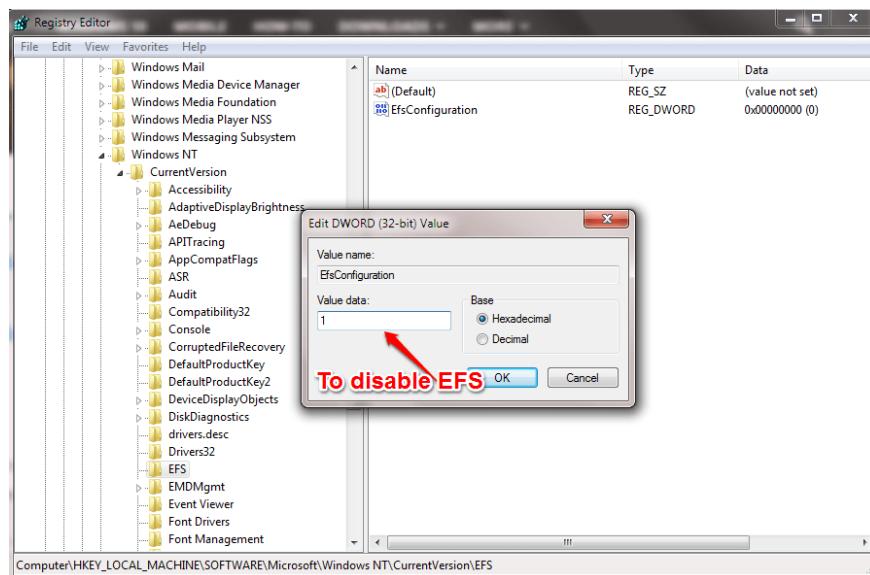 Registry Editor
File Edit View Favorites Help
Windows Mail
Windows Media Device Manager
Windows Media Foundation
Windows Media Player NSS
Windows Messaging Subsystem
Windows NT
CurrentVersion
Accessibility
AdaptiveDisplayBrightness
AeDebug
APITracing
AppCompatFlags
ASR
Audit
Compatibility32
Console
CorruptedFileRecovery
DefaultProductKey
DefaultProductKey2
DeviceDisplayObjects
DiskDiagnostics
drivers.desc
Drivers32
EFS
EMDMgmt
Event Viewer
Font Drivers
Font Management
Name Type Data
ab (Default) REG_SZ (value not set)
EfsConfiguration REG_DWORD 0x00000000 (0)
Edit DWORD (32-bit) Value
Value name:
EfsConfiguration
Value data:
1
Base
Hexadecimal
Decimal
To disable EFS
OK Cancel
Computer\HKEY_LOCAL_MACHINE\SOFTWARE\Microsoft\Windows NT\CurrentVersion\EFS